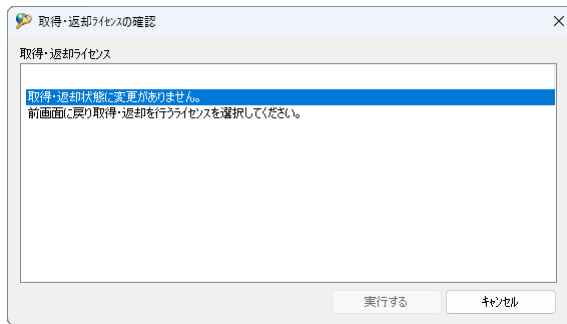 取得・返却ﾗｲｾﾝｽの確認
取得・返却ﾗｲｾﾝｽ
取得・返却状態に変更がありません。
前画面に戻り取得・返却を行うﾗｲｾﾝｽを選択してください。
実行する
ｷｬﾝｾﾙ